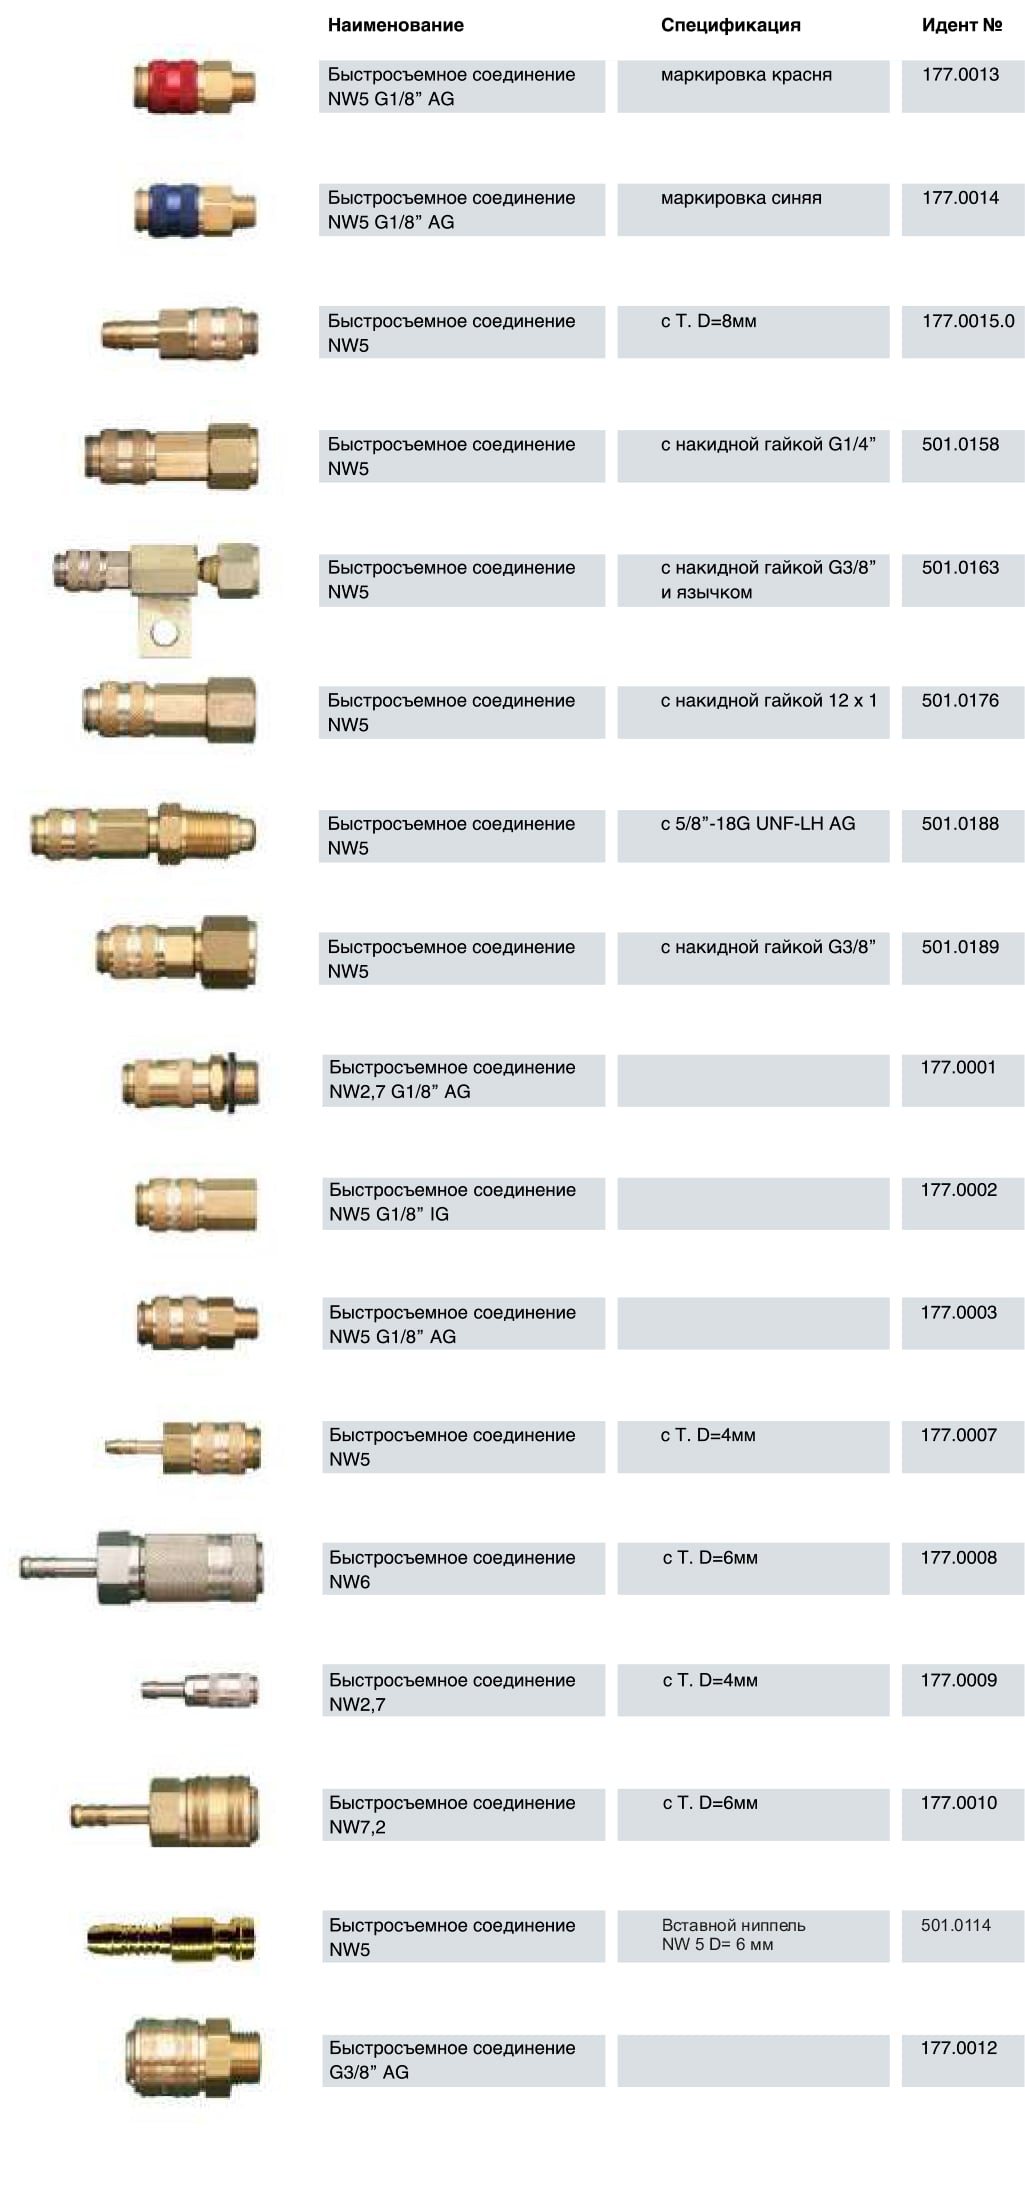 Наименование Спецификация Идент №
Быстросъемное соединение маркировка красня 177.0013
NW5 G1/8” AG
Быстросъемное соединение маркировка синяя 177.0014
NW5 G1/8” AG
Быстросъемное соединение с Т. D=8мм 177.0015.0
NW5
Быстросъемное соединение с накидной гайкой G1/4” 501.0158
NW5
Быстросъемное соединение с накидной гайкой G3/8” 501.0163
NW5 и язычком
Быстросъемное соединение с накидной гайкой 12 x 1 501.0176
NW5
Быстросъемное соединение с 5/8”-18G UNF-LH AG 501.0188
NW5
Быстросъемное соединение с накидной гайкой G3/8” 501.0189
NW5
Быстросъемное соединение 177.0001
NW2,7 G1/8” AG
Быстросъемное соединение 177.0002
NW5 G1/8” IG
Быстросъемное соединение 177.0003
NW5 G1/8” AG
Быстросъемное соединение с Т. D=4мм 177.0007
NW5
Быстросъемное соединение с Т. D=6мм 177.0008
NW6
Быстросъемное соединение с Т. D=4мм 177.0009
NW2,7
Быстросъемное соединение с Т. D=6мм 177.0010
NW7,2
Быстросъемное соединение Вставной ниппель 501.0114
NW5 NW 5 D= 6 мм
Быстросъемное соединение 177.0012
G3/8” AG